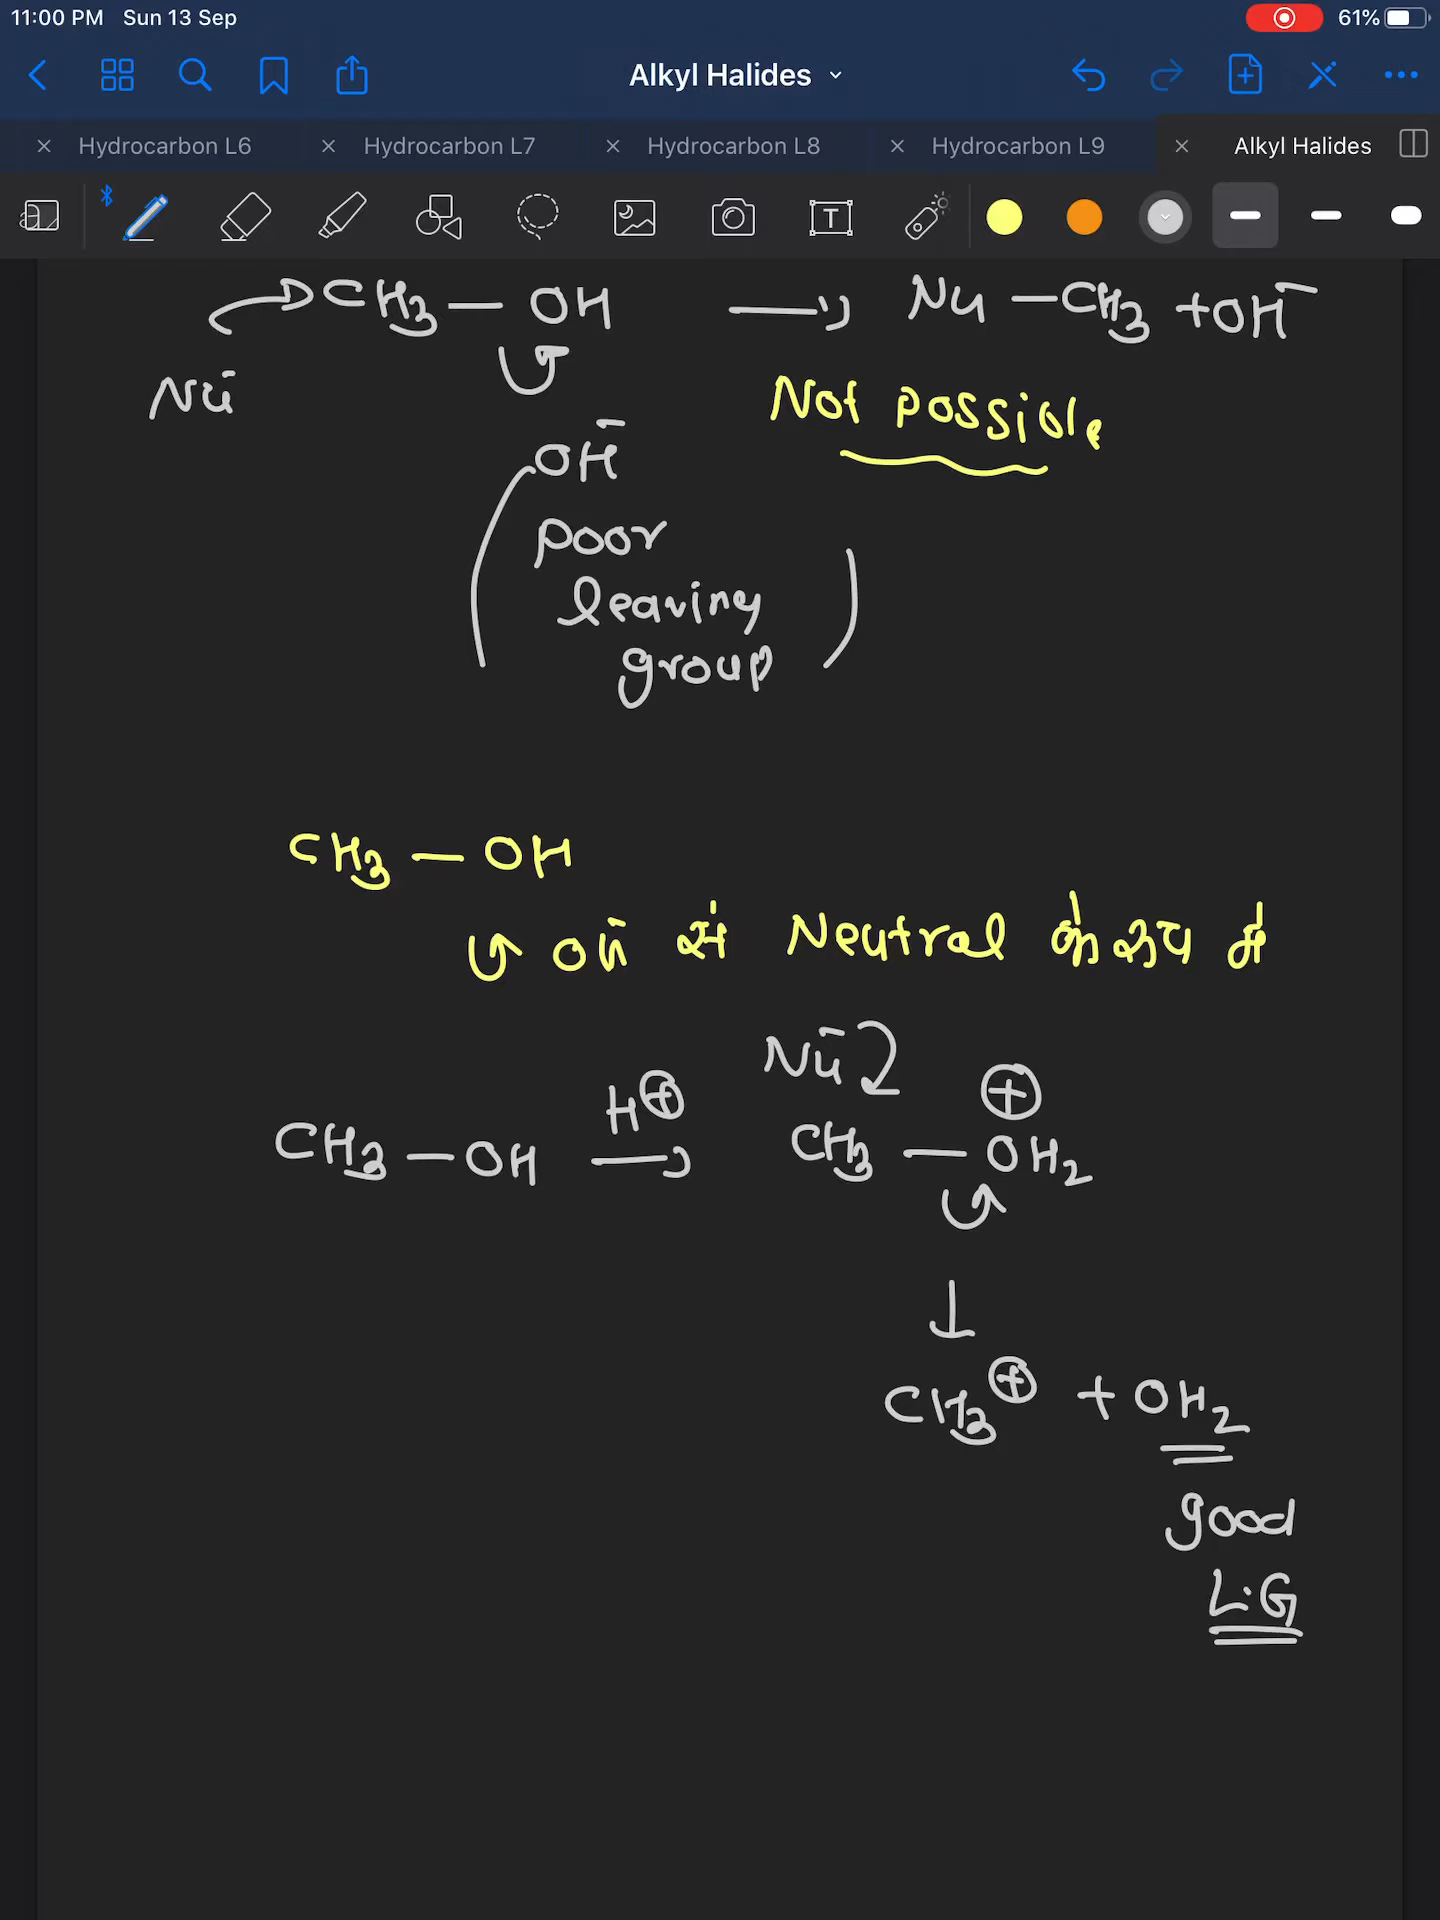 11:00 PM Sun 13 Sep 61%
Alkyl Halides
Hydrocarbon L6 Hydrocarbon L7 Hydrocarbon L8 Hydrocarbon L9 Alkyl Halides
CH₃ — OH → Nu — CH₃ + OH⁻
Nu⁻ Not possible
OH⁻
poor
leaving
group
CH₃ — OH
OH⁻ से Neutral के रूप में
Nu⁻
CH₃ — OH H⊕ → CH₃ — OH₂ ⊕
↓
CH₃⊕ + OH₂
good
L.G